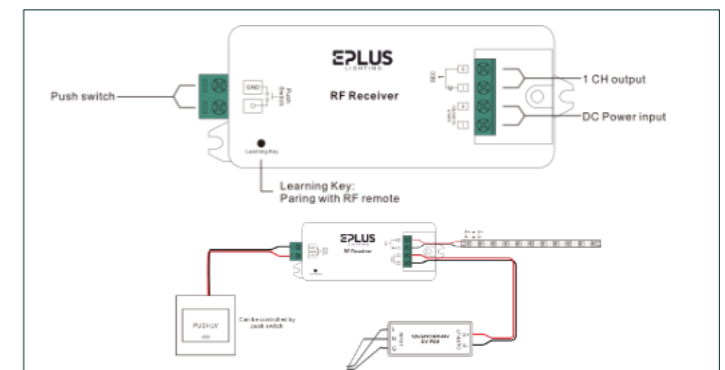 EPLUS
LIGHTING
RF Receiver
Push switch
GND
Push
Switch
Learning Key
1 CH output
DC Power input
Learning Key:
Paring with RF remote
EPLUS
RF Receiver
PUSH LV
Can be controlled by
push switch
OUTPUT